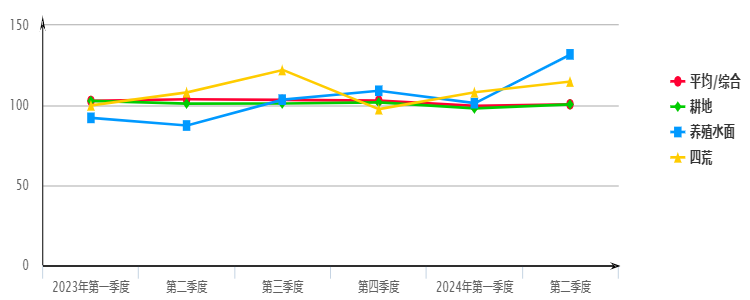 150
100
50
0
2023年第一季度 第二季度 第三季度 第四季度 2024年第一季度 第二季度
平均/综合
耕地
养殖水面
四荒